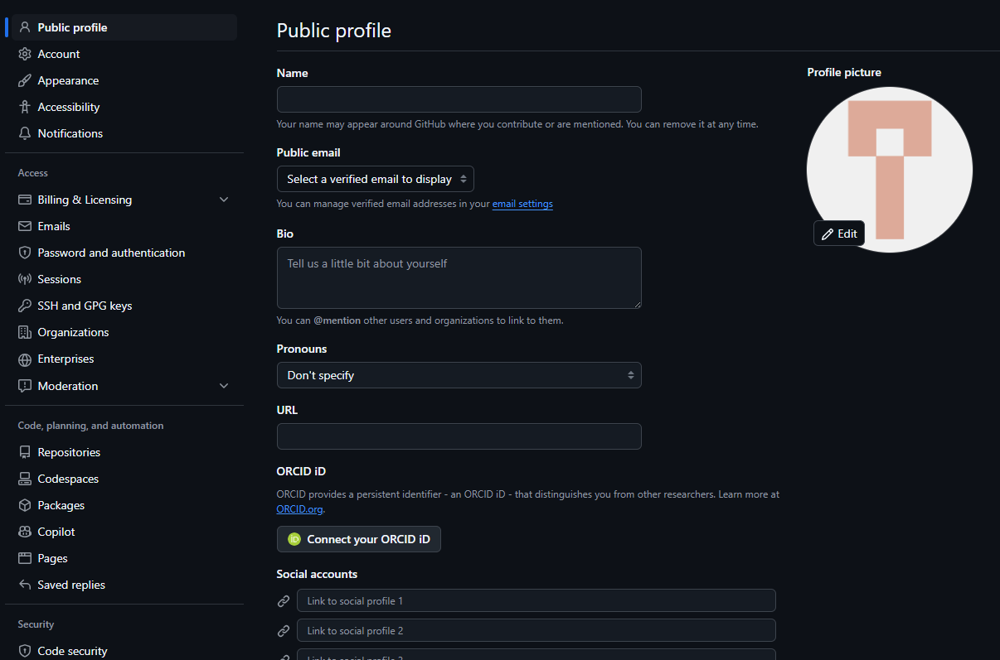 Public profile
Account
Appearance
Accessibility
Notifications
Access
Billing & Licensing
Emails
Password and authentication
Sessions
SSH and GPG keys
Organizations
Enterprises
Moderation
Code, planning, and automation
Repositories
Codespaces
Packages
Copilot
Pages
Saved replies
Security
Code security
Public profile
Name
Your name may appear around GitHub where you contribute or are mentioned. You can remove it at any time.
Public email
Select a verified email to display
You can manage verified email addresses in your email settings
Bio
Tell us a little bit about yourself
You can @mention other users and organizations to link to them.
Pronouns
Don't specify
URL
ORCID iD
ORCID provides a persistent identifier - an ORCID iD - that distinguishes you from other researchers. Learn more at
ORCID.org.
iD Connect your ORCID iD
Social accounts
Link to social profile 1
Link to social profile 2
Link to social profile 3
Profile picture
Edit